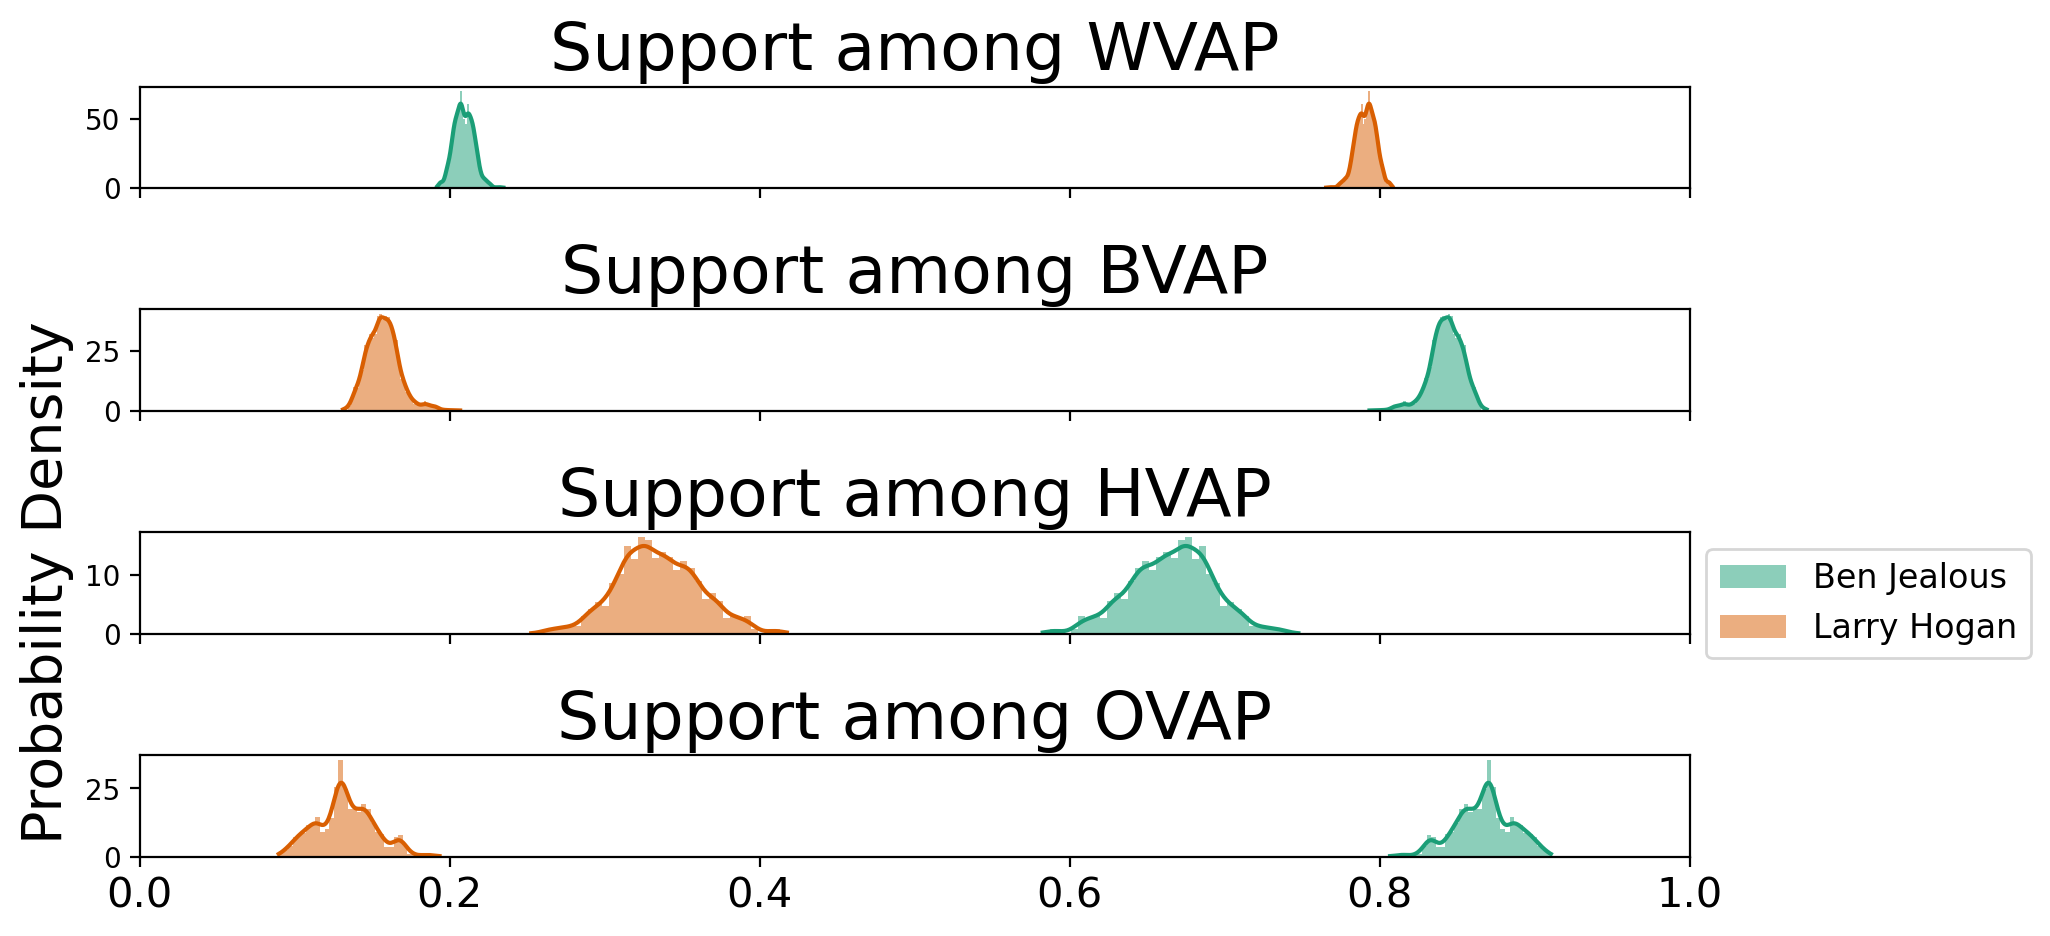 Support among WVAP
50
0
Support among BVAP
25
0
Support among HVAP
10
0
Support among OVAP
25
0
0.0 0.2 0.4 0.6 0.8 1.0
Probability Density
Ben Jealous
Larry Hogan